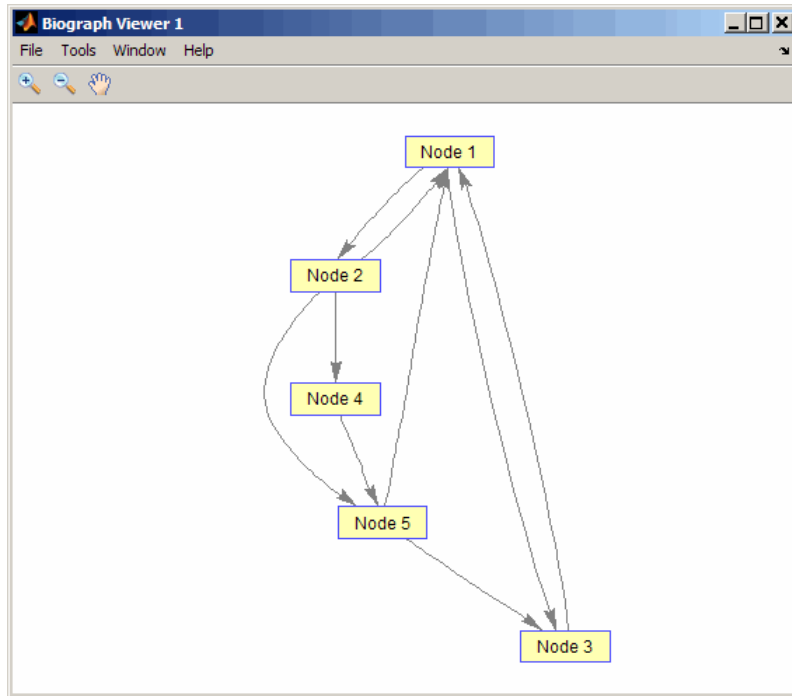 Biograph Viewer 1
File Tools Window Help
Node 1
Node 2
Node 4
Node 5
Node 3